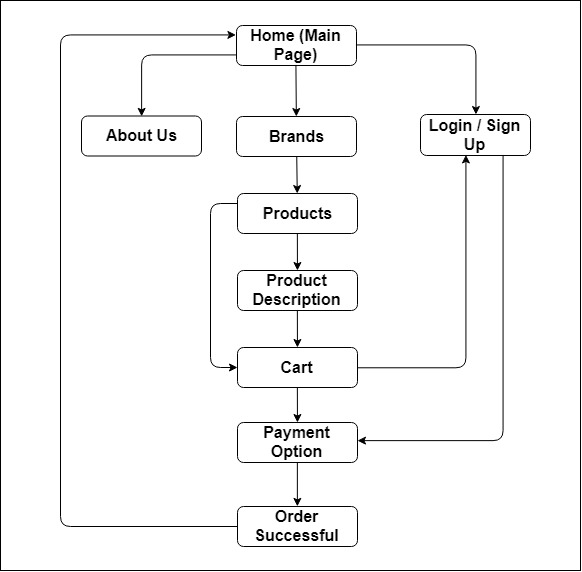 Home (Main
Page)
About Us
Brands
Login / Sign
Up
Products
Product
Description
Cart
Payment
Option
Order
Successful